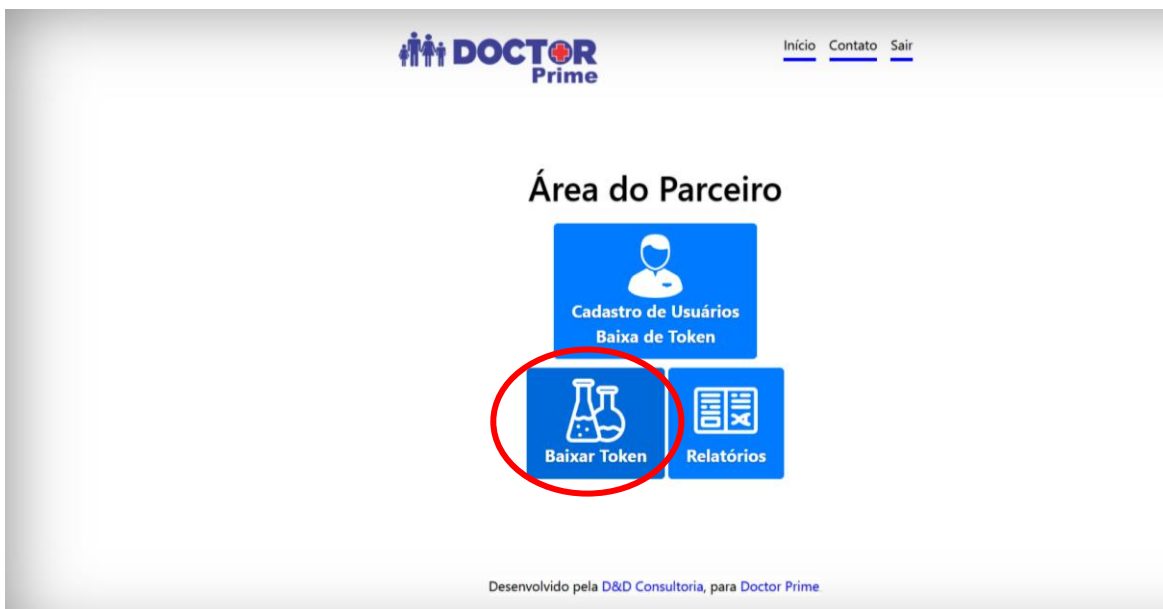 DOCTOR
Prime
Início Contato Sair
Área do Parceiro
Cadastro de Usuários
Baixa de Token
Baixar Token
Relatórios
Desenvolvido pela D&D Consultoria, para Doctor Prime